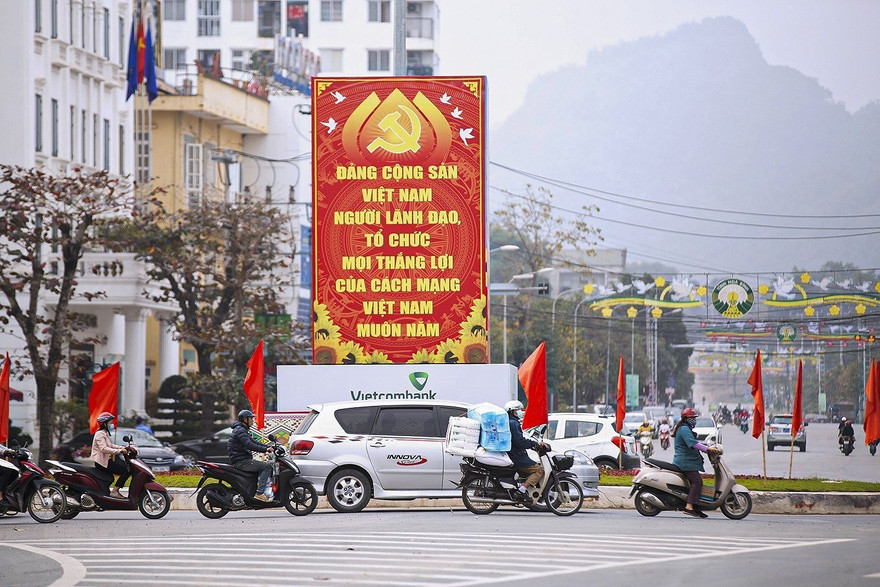 ĐẢNG CỘNG SẢN
VIỆT NAM
NGƯỜI LÃNH ĐẠO,
TỔ CHỨC
MỌI THẮNG LỢI
CỦA CÁCH MẠNG
VIỆT NAM
MUÔN NĂM
Vietcombank
INNOVA